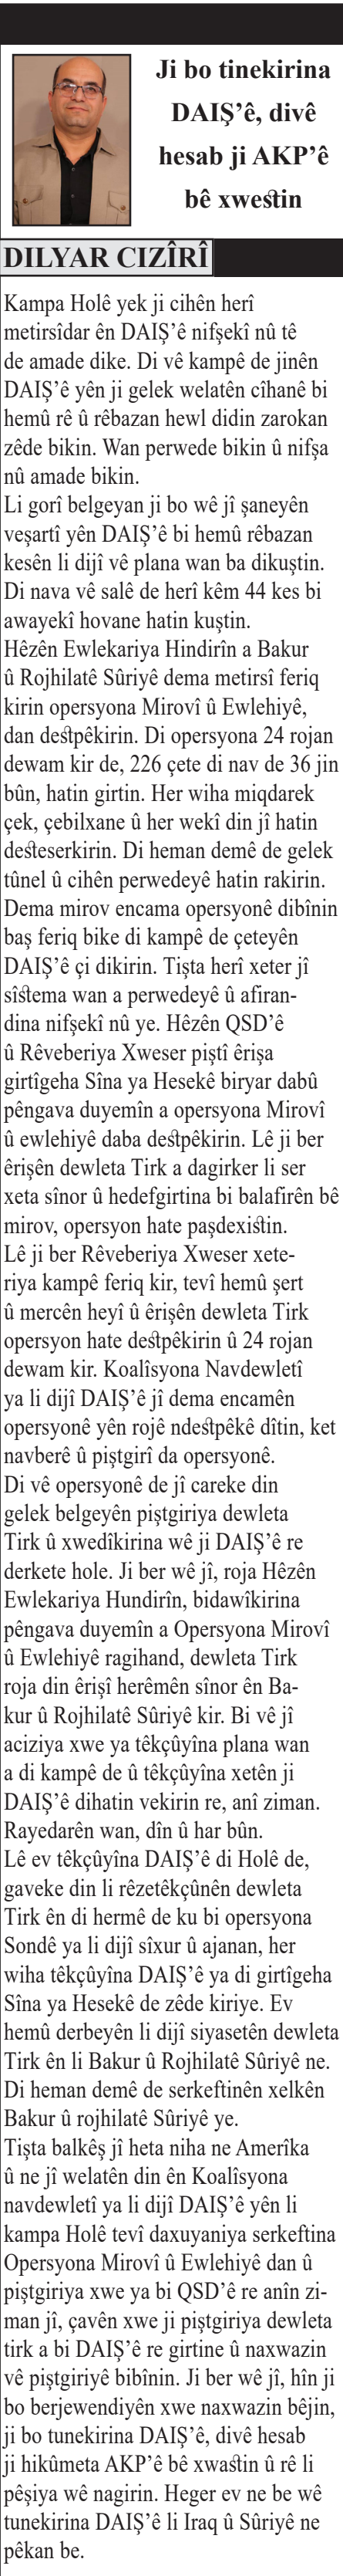 Ji bo tinekirina
DAIŞ’ê, divê
hesab ji AKP’ê
bê xwestin
DILYAR CIZÎRÎ
Kampa Holê yek ji cihên herî
metirsîdar ên DAIŞ’ê nifşekî nû tê
de amade dike. Di vê kampê de jinên
DAIŞ’ê yên ji gelek welatên cîhanê bi
hemû rê û rêbazan hewl didin zarokan
zêde bikin. Wan perwede bikin û nifşa
nû amade bikin.
Li gorî belgeyan ji bo wê jî şaneyên
veşartî yên DAIŞ’ê bi hemû rêbazan
kesên li dijî vê plana wan ba dikuştin.
Di nava vê salê de herî kêm 44 kes bi
awayekî hovane hatin kuştin.
Hêzên Ewlekariya Hindirîn a Bakur
û Rojhilatê Sûriyê dema metirsî feriq
kirin opersyona Mirovî û Ewlehiyê,
dan destpêkirin. Di opersyona 24 rojan
dewam kir de, 226 çete di nav de 36 jin
bûn, hatin girtin. Her wiha miqdarek
çek, çebilxane û her wekî din jî hatin
desteserkirin. Di heman demê de gelek
tûnel û cihên perwedeyê hatin rakirin.
Dema mirov encama opersyonê dibînin
baş feriq bike di kampê de çeteyên
DAIŞ’ê çi dikirin. Tişta herî xeter jî
sîstema wan a perwedeyê û afiran-
dina nifşekî nû ye. Hêzên QSD’ê
û Rêveberiya Xweser piştî êrişa
girtîgeha Sîna ya Hesekê biryar dabû
pêngava duyemîn a opersyona Mirovî
û ewlehiyê daba destpêkirin. Lê ji ber
êrişên dewleta Tirk a dagirker li ser
xeta sînor û hedefgirtina bi balafirên bê
mirov, opersyon hate paşdexistin.
Lê ji ber Rêveberiya Xweser xete-
riya kampê feriq kir, tevî hemû şert
û mercên heyî û êrişên dewleta Tirk
opersyon hate destpêkirin û 24 rojan
dewam kir. Koalîsyona Navdewletî
ya li dijî DAIŞ’ê jî dema encamên
opersyonê yên rojê ndestpêkê dîtin, ket
navberê û piştgirî da opersyonê.
Di vê opersyonê de jî careke din
gelek belgeyên piştgiriya dewleta
Tirk û xwedîkirina wê ji DAIŞ’ê re
derkete hole. Ji ber wê jî, roja Hêzên
Ewlekariya Hundirîn, bidawîkirina
pêngava duyemîn a Opersyona Mirovî
û Ewlehiyê ragihand, dewleta Tirk
roja din êrişî herêmên sînor ên Ba-
kur û Rojhilatê Sûriyê kir. Bi vê jî
aciziya xwe ya têkçûyîna plana wan
a di kampê de û têkçûyîna xetên ji
DAIŞ’ê dihatin vekirin re, anî ziman.
Rayedarên wan, dîn û har bûn.
Lê ev têkçûyîna DAIŞ’ê di Holê de,
gaveke din li rêzetêkçûnên dewleta
Tirk ên di hermê de ku bi opersyona
Sondê ya li dijî sîxur û ajanan, her
wiha têkçûyîna DAIŞ’ê ya di girtîgeha
Sîna ya Hesekê de zêde kiriye. Ev
hemû derbeyên li dijî siyasetên dewleta
Tirk ên li Bakur û Rojhilatê Sûriyê ne.
Di heman demê de serkeftinên xelkên
Bakur û rojhilatê Sûriyê ye.
Tişta balkêş jî heta niha ne Amerîka
û ne jî welatên din ên Koalîsyona
navdewletî ya li dijî DAIŞ’ê yên li
kampa Holê tevî daxuyaniya serkeftina
Opersyona Mirovî û Ewlehiyê dan û
piştgiriya xwe ya bi QSD’ê re anîn zi-
man jî, çavên xwe ji piştgiriya dewleta
tirk a bi DAIŞ’ê re girtine û naxwazin
vê piştgiriyê bibînin. Ji ber wê jî, hîn ji
bo berjewendiyên xwe naxwazin bêjin,
ji bo tunekirina DAIŞ’ê, divê hesab
ji hikûmeta AKP’ê bê xwastin û rê li
pêşiya wê nagirin. Heger ev ne be wê
tunekirina DAIŞ’ê li Iraq û Sûriyê ne
pêkan be.